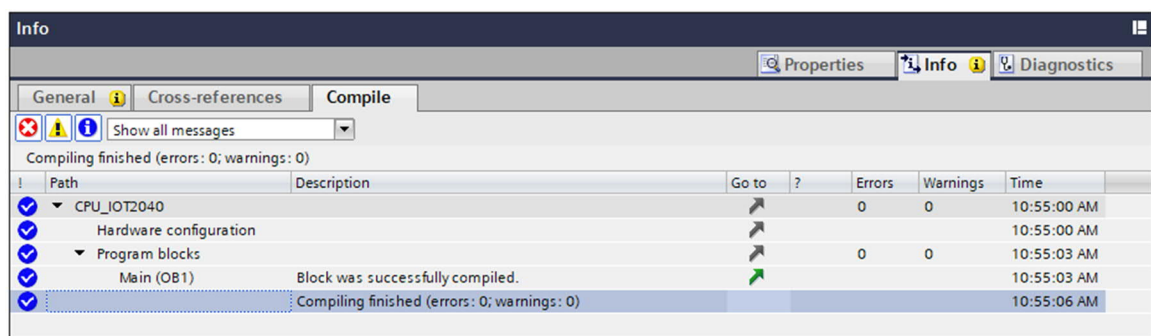 Info
Properties Info Diagnostics
General Cross-references Compile
Show all messages
Compiling finished (errors: 0; warnings: 0)
! Path Description Go to ? Errors Warnings Time
CPU_IOT2040 0 0 10:55:00 AM
Hardware configuration 10:55:00 AM
Program blocks 0 0 10:55:03 AM
Main (OB1) Block was successfully compiled. 10:55:03 AM
Compiling finished (errors: 0; warnings: 0) 10:55:06 AM